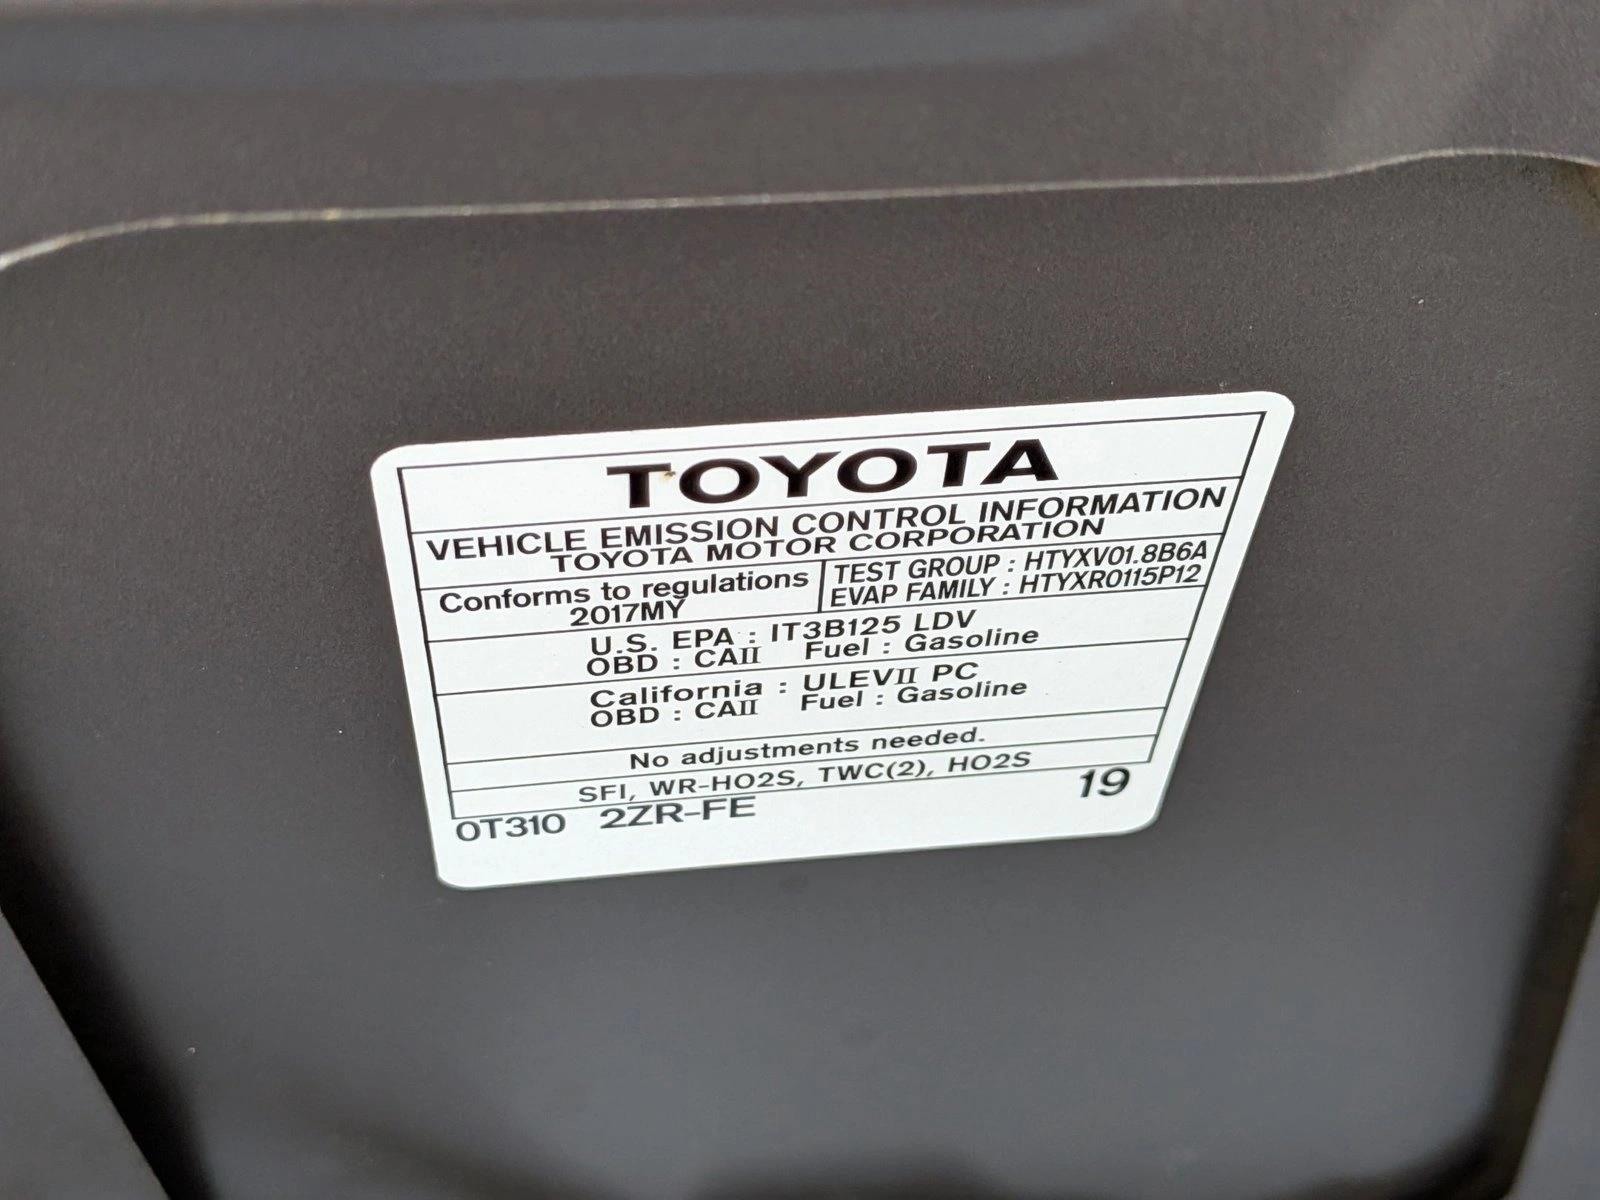 TOYOTA
VEHICLE EMISSION CONTROL INFORMATION
TOYOTA MOTOR CORPORATION
Conforms to regulations
2017MY
TEST GROUP : HTYXV01.8B6A
EVAP FAMILY : HTYXR0115P12
U.S. EPA : IT3B125 LDV
OBD : CAII Fuel : Gasoline
California : ULEVII PC
OBD : CAII Fuel : Gasoline
No adjustments needed.
SFI, WR-HO2S, TWC(2), HO2S
0T310 2ZR-FE 19